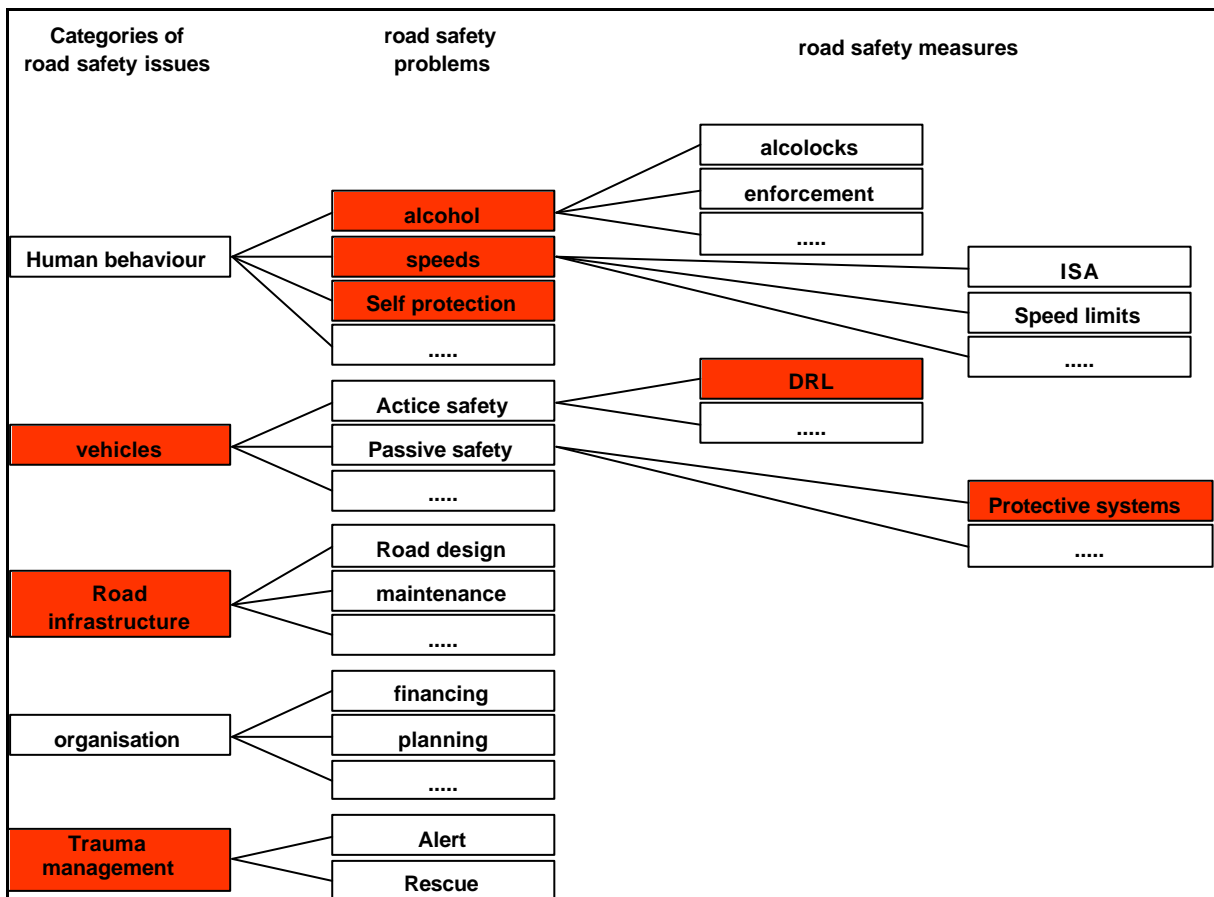 Categories of
road safety issues
road safety
problems
road safety measures
alcolocks
enforcement
.....
alcohol
speeds
Self protection
.....
Human behaviour
ISA
Speed limits
.....
DRL
.....
Actice safety
Passive safety
.....
vehicles
Protective systems
.....
Road design
maintenance
.....
Road
infrastructure
financing
planning
.....
organisation
Alert
Rescue
Trauma
management